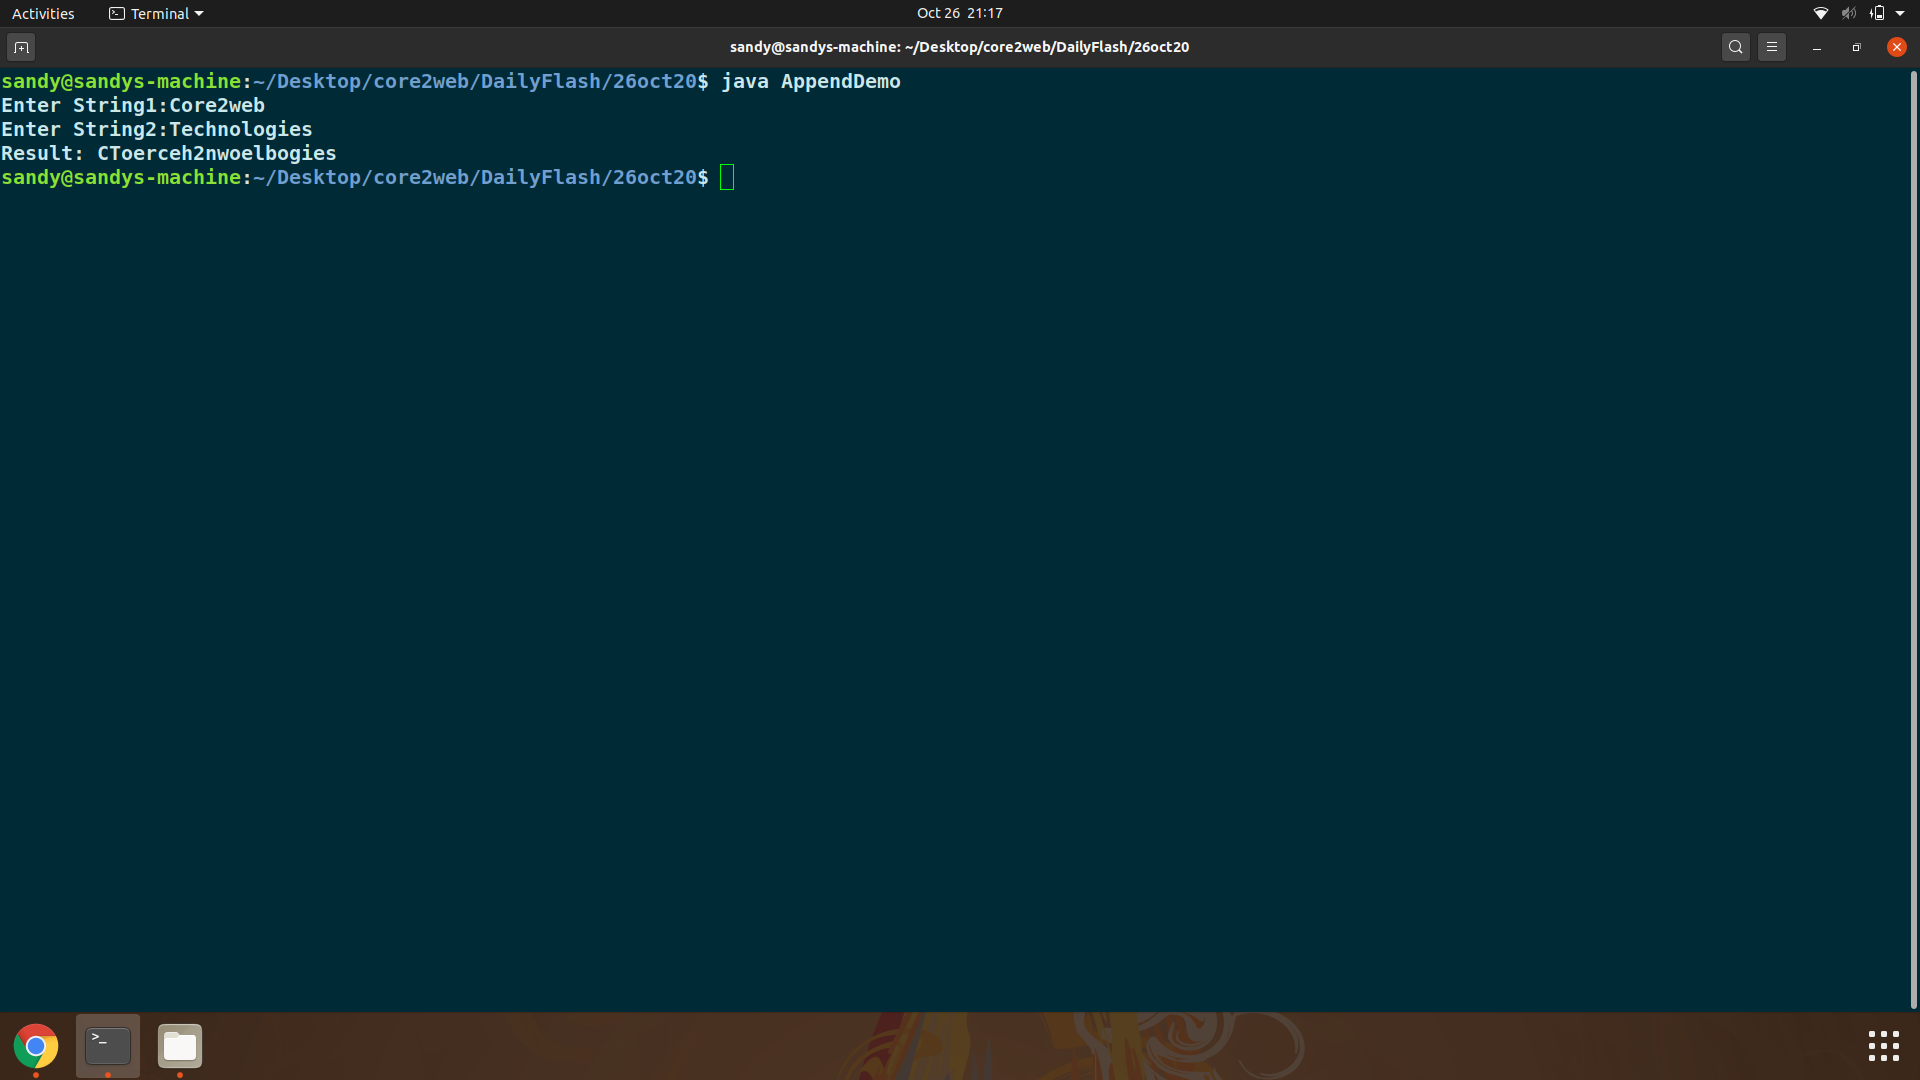 Activities Terminal Oct 26 21:17
sandy@sandys-machine: ~/Desktop/core2web/DailyFlash/26oct20
sandy@sandys-machine:~/Desktop/core2web/DailyFlash/26oct20$ java AppendDemo
Enter String1:Core2web
Enter String2:Technologies
Result: CToerceh2nwoelbogies
sandy@sandys-machine:~/Desktop/core2web/DailyFlash/26oct20$